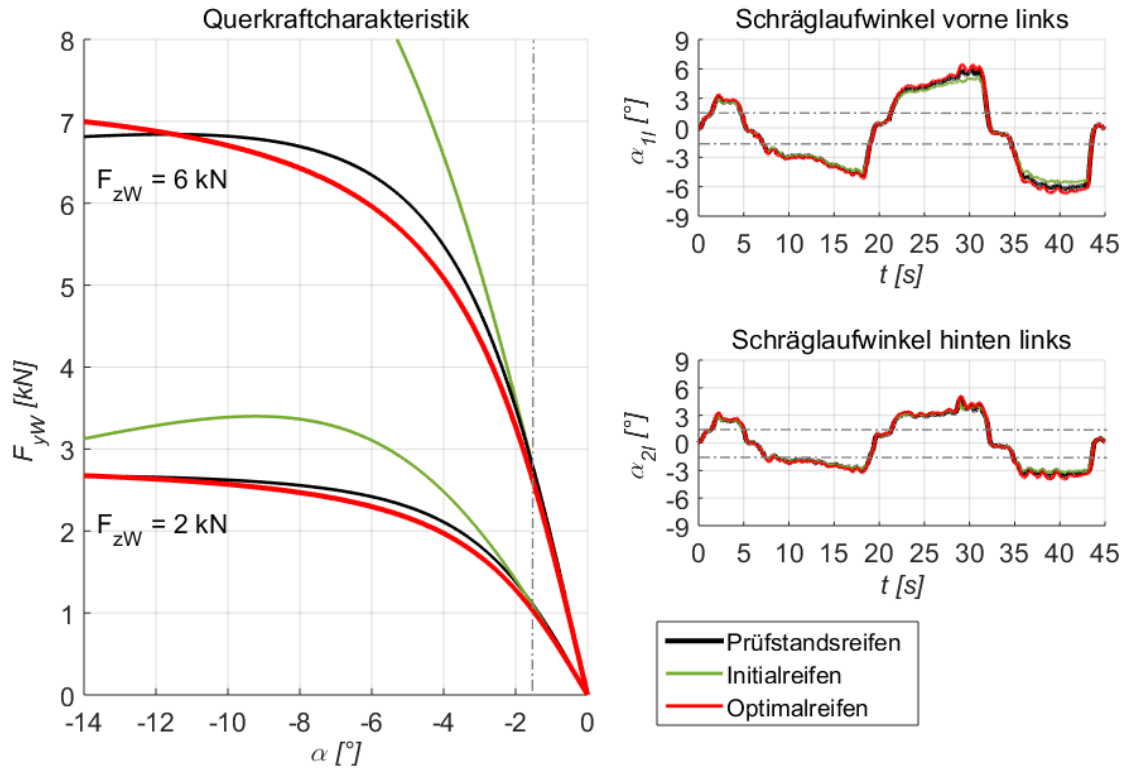 Querkraftcharakteristik
8
7
6
5
4
3
2
1
0
F_yW [kN]
F_zW = 6 kN
F_zW = 2 kN
-14 -12 -10 -8 -6 -4 -2 0
α [°]
Schräglaufwinkel vorne links
9
6
3
0
-3
-6
-9
α_1l [°]
0 5 10 15 20 25 30 35 40 45
t [s]
Schräglaufwinkel hinten links
9
6
3
0
-3
-6
-9
α_2l [°]
0 5 10 15 20 25 30 35 40 45
t [s]
Prüfstandsreifen
Initialreifen
Optimalreifen